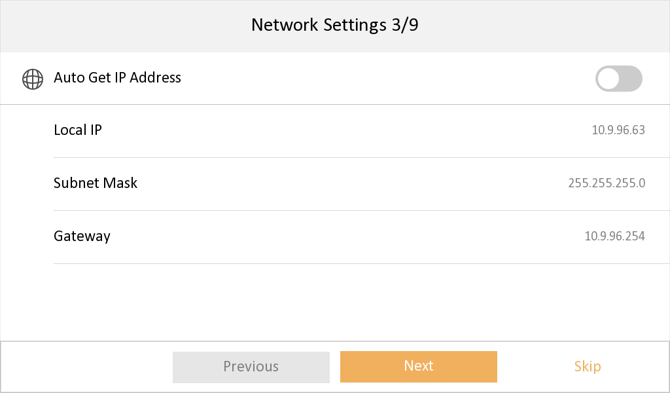 Network Settings 3/9
Auto Get IP Address
Local IP 10.9.96.63
Subnet Mask 255.255.255.0
Gateway 10.9.96.254
Previous Next Skip